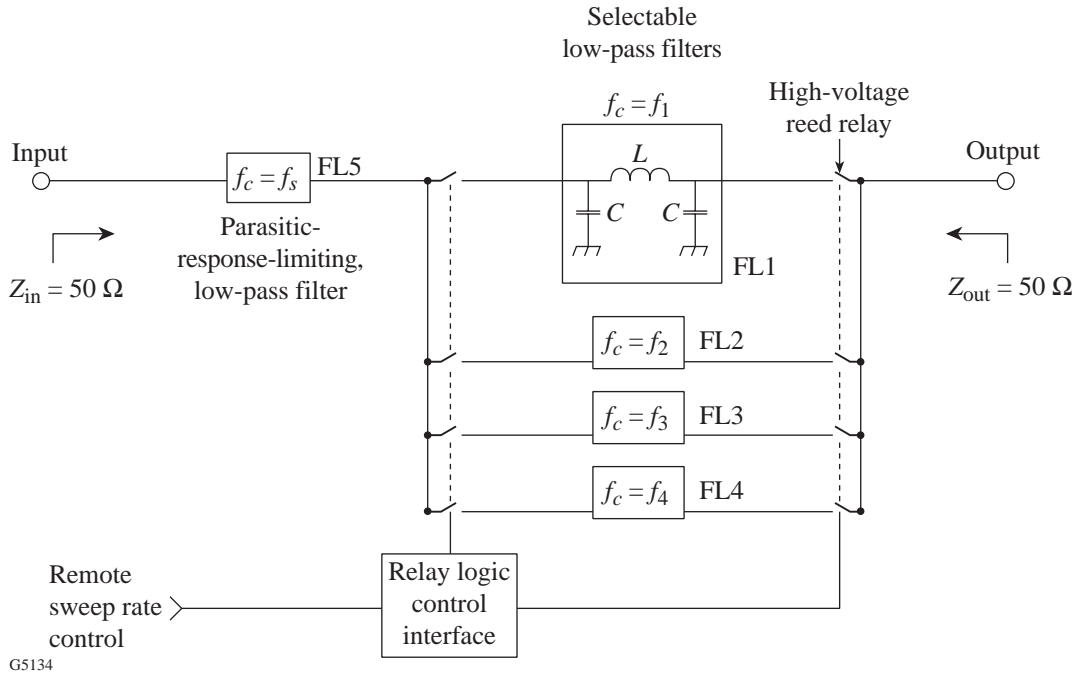 Selectable
low-pass filters
f_c = f_1
High-voltage
reed relay
Input
f_c = f_s
FL5
L
Output
C
C
Parasitic-
response-limiting,
low-pass filter
FL1
Z_in = 50 Ω
Z_out = 50 Ω
f_c = f_2
FL2
f_c = f_3
FL3
f_c = f_4
FL4
Remote
sweep rate
control
Relay logic
control
interface
G5134